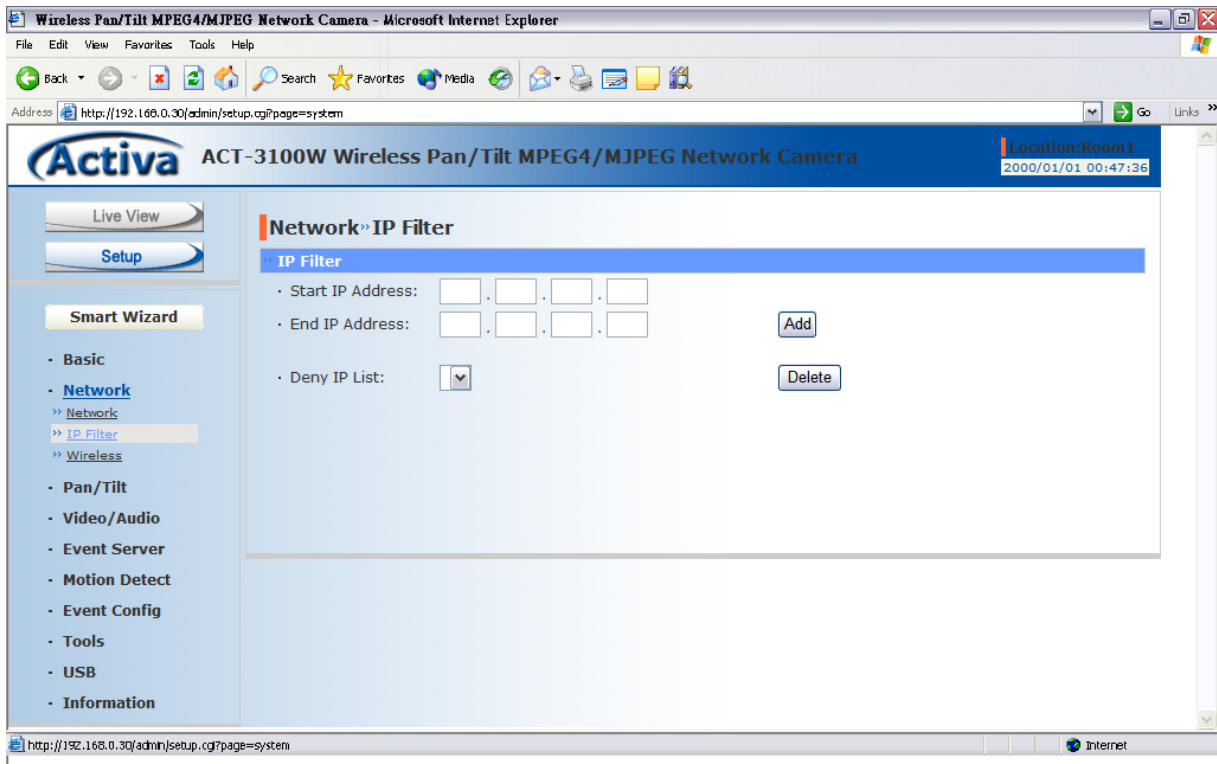 Wireless Pan/Tilt MPEG4/MJPEG Network Camera - Microsoft Internet Explorer
File Edit View Favorites Tools Help
Back Search Favorites Media
Address http://192.168.0.30/admin/setup.cgi?page=system Go Links »
Activa ACT-3100W Wireless Pan/Tilt MPEG4/MJPEG Network Camera
Location:Room1
2000/01/01 00:47:36
Live View
Setup
Smart Wizard
· Basic
· Network
» Network
» IP Filter
» Wireless
· Pan/Tilt
· Video/Audio
· Event Server
· Motion Detect
· Event Config
· Tools
· USB
· Information
Network » IP Filter
» IP Filter
· Start IP Address: . . .
· End IP Address: . . . Add
· Deny IP List: Delete
http://192.168.0.30/admin/setup.cgi?page=system Internet